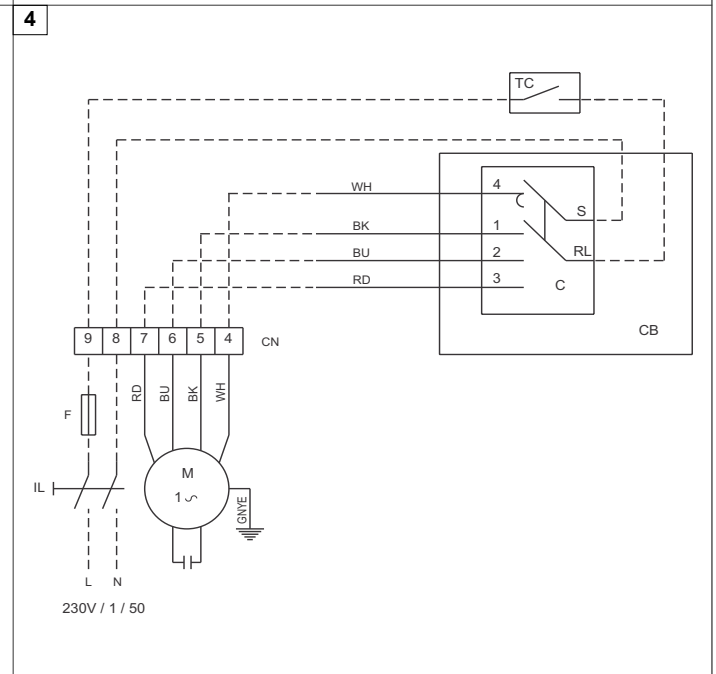 4
TC
WH
4
S
BK
1
BU
2
RL
RD
3
C
CB
9 8 7 6 5 4 CN
RD BU BK WH
F
M
1
IL
GNYE
L N
230V / 1 / 50